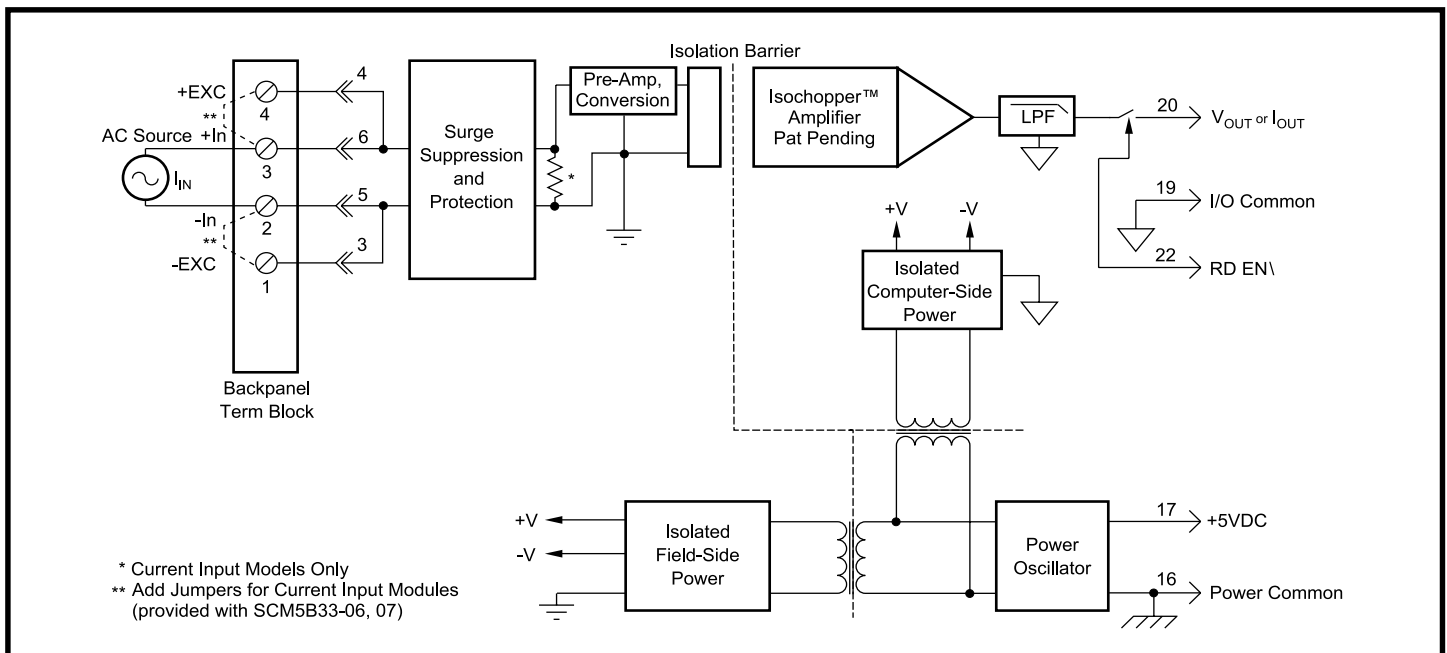 Isolation Barrier
+EXC
4
4
**
AC Source
+In
3
6
I_IN
-In
2
5
**
-EXC
1
3
Backpanel
Term Block
Surge
Suppression
and
Protection
*
Pre-Amp,
Conversion
Isochopper™
Amplifier
Pat Pending
LPF
20
V_OUT or I_OUT
19
I/O Common
22
RD EN\
+V
-V
Isolated
Computer-Side
Power
+V
-V
Isolated
Field-Side
Power
Power
Oscillator
17
+5VDC
16
Power Common
* Current Input Models Only
** Add Jumpers for Current Input Modules
(provided with SCM5B33-06, 07)